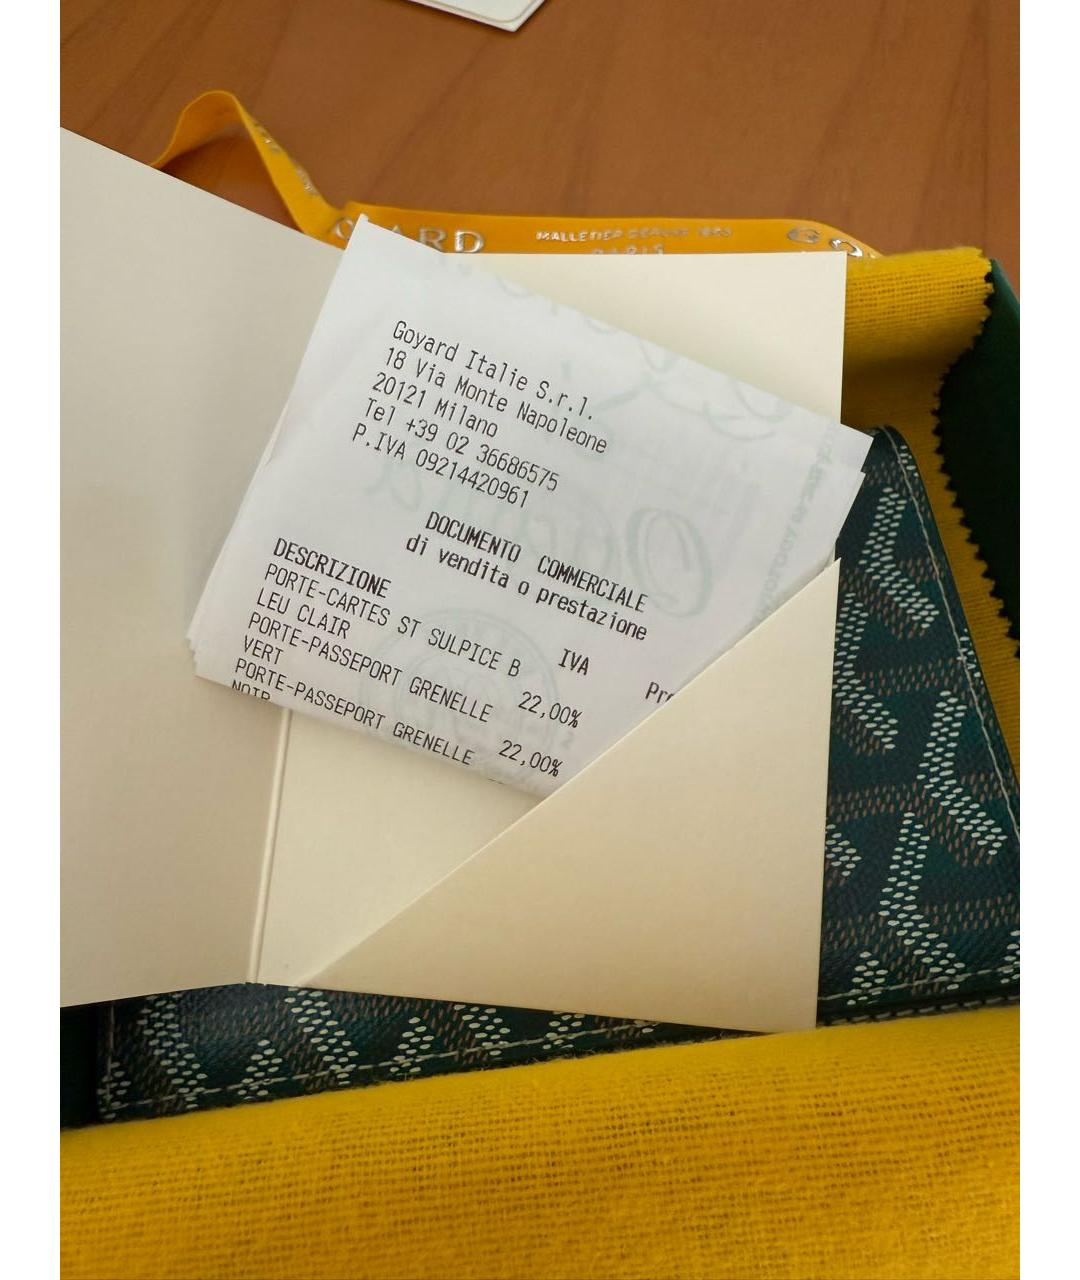 MALLETIER DEPUIS 1853
PARIS
Goyard Italie S.r.l.
18 Via Monte Napoleone
20121 Milano
Tel +39 02 36686575
P.IVA 09214420961
DOCUMENTO COMMERCIALE
di vendita o prestazione
DESCRIZIONE IVA
PORTE-CARTES ST SULPICE B 22,00%
LEU CLAIR
PORTE-PASSEPORT GRENELLE 22,00%
VERT
PORTE-PASSEPORT GRENELLE
NOIR